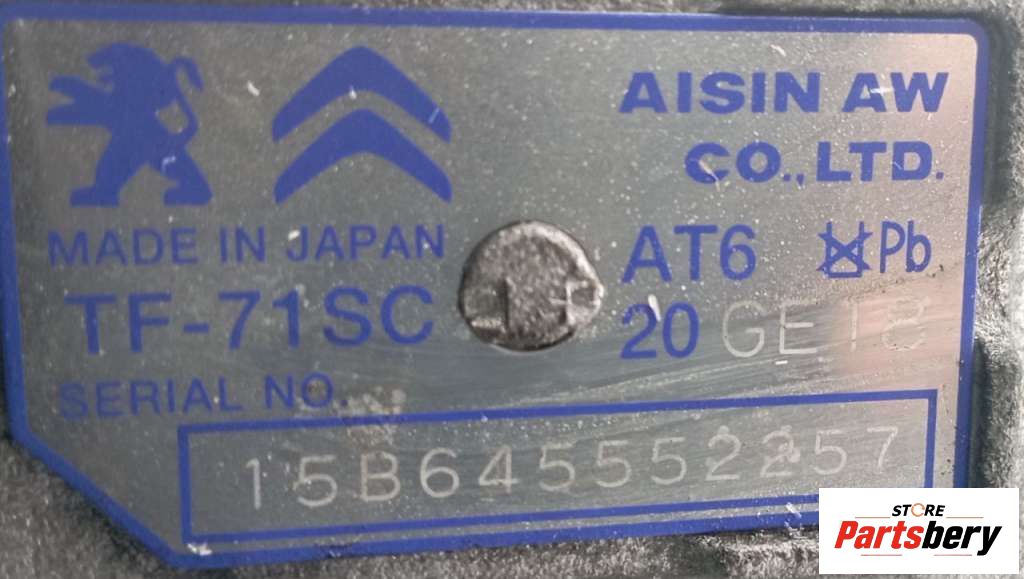 AISIN AW
CO., LTD.
MADE IN JAPAN
AT6 Pb
TF-71SC
20 GE18
SERIAL NO.
15B645552257
STORE
Partsbery